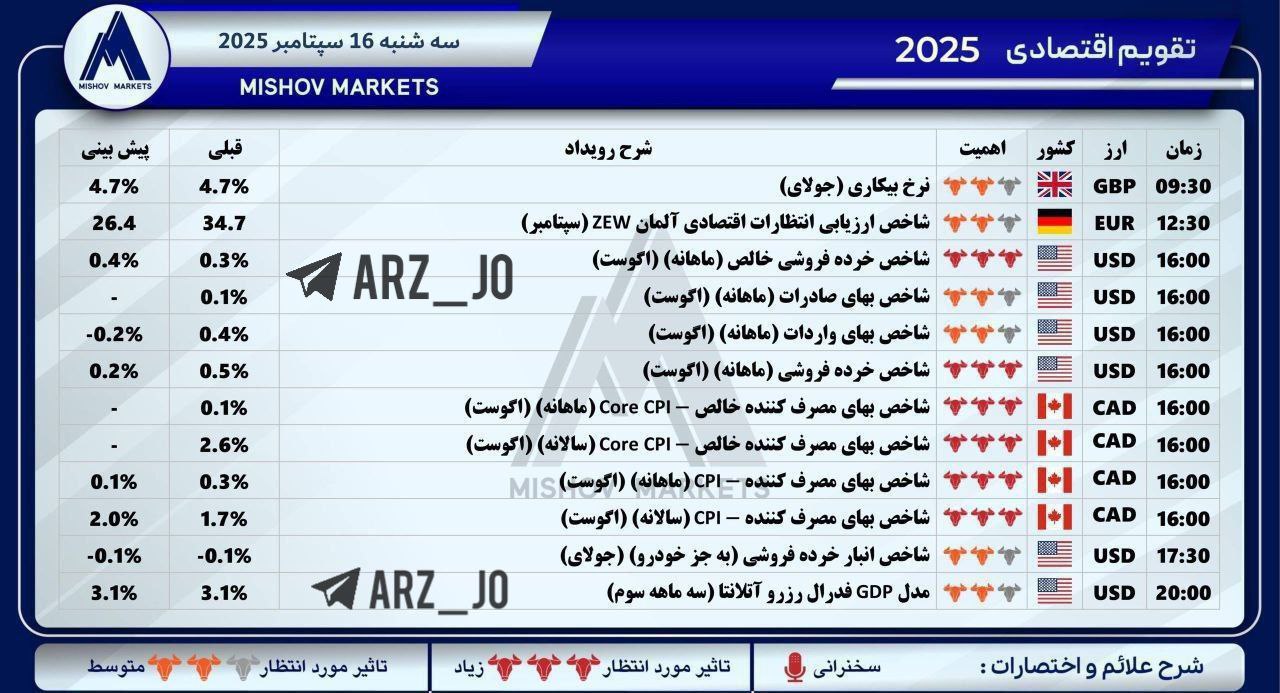 تقویم اقتصادی 2025
سه شنبه 16 سپتامبر 2025
MISHOV MARKETS
MISHOV MARKETS
زمان ارز کشور اهمیت شرح رویداد قبلی پیش بینی
09:30 GBP نرخ بیکاری (جولای) 4.7% 4.7%
12:30 EUR شاخص ارزیابی انتظارات اقتصادی آلمان ZEW (سپتامبر) 34.7 26.4
16:00 USD شاخص خرده فروشی خالص (ماهانه) (اگوست) 0.3% 0.4%
ARZ_JO
16:00 USD شاخص بهای صادرات (ماهانه) (اگوست) 0.1% -
16:00 USD شاخص بهای واردات (ماهانه) (اگوست) 0.4% -0.2%
16:00 USD شاخص خرده فروشی (ماهانه) (اگوست) 0.5% 0.2%
16:00 CAD شاخص بهای مصرف کننده خالص – Core CPI (ماهانه) (اگوست) 0.1% -
16:00 CAD شاخص بهای مصرف کننده خالص – Core CPI (سالانه) (اگوست) 2.6% -
16:00 CAD شاخص بهای مصرف کننده – CPI (ماهانه) (اگوست) 0.3% 0.1%
MISHOV MARKETS
16:00 CAD شاخص بهای مصرف کننده – CPI (سالانه) (اگوست) 1.7% 2.0%
17:30 USD شاخص انبار خرده فروشی (به جز خودرو) (جولای) -0.1% -0.1%
20:00 USD مدل GDP فدرال رزرو آتلانتا (سه ماهه سوم) 3.1% 3.1%
ARZ_JO
شرح علائم و اختصارات : سخنرانی تاثیر مورد انتظار زیاد تاثیر مورد انتظار متوسط